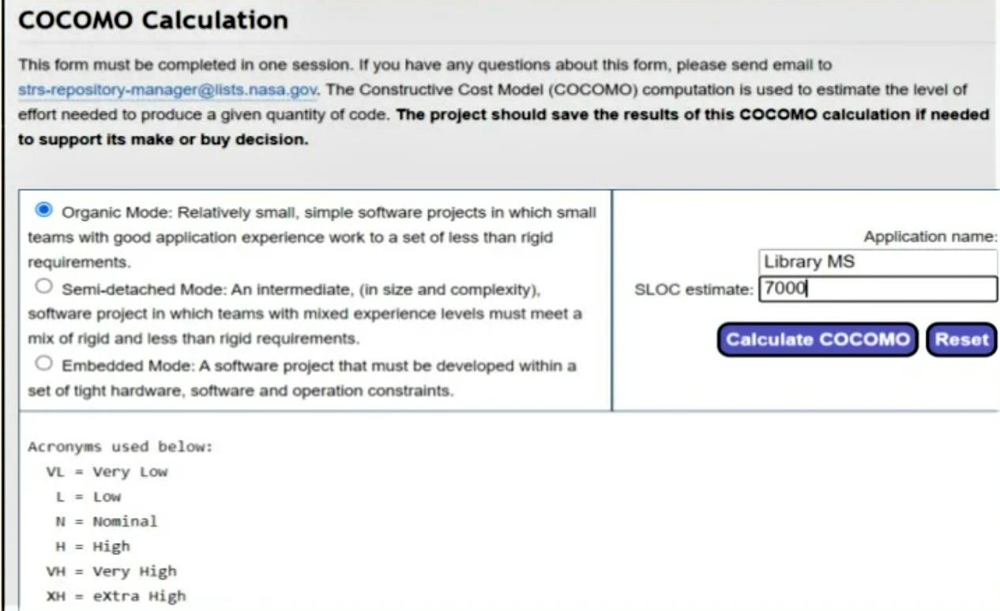 COCOMO Calculation
This form must be completed in one session. If you have any questions about this form, please send email to
strs-repository-manager@lists.nasa.gov. The Constructive Cost Model (COCOMO) computation is used to estimate the level of
effort needed to produce a given quantity of code. The project should save the results of this COCOMO calculation if needed
to support its make or buy decision.
Organic Mode: Relatively small, simple software projects in which small
teams with good application experience work to a set of less than rigid
requirements.
Semi-detached Mode: An intermediate, (in size and complexity),
software project in which teams with mixed experience levels must meet a
mix of rigid and less than rigid requirements.
Embedded Mode: A software project that must be developed within a
set of tight hardware, software and operation constraints.
Application name:
Library MS
SLOC estimate: 7000
Calculate COCOMO Reset
Acronyms used below:
VL = Very Low
L = Low
N = Nominal
H = High
VH = Very High
XH = eXtra High